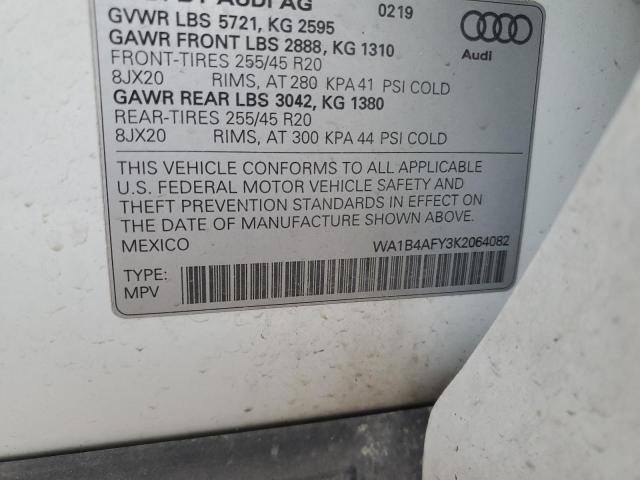 BY AUDI AG 0219
GVWR LBS 5721, KG 2595
GAWR FRONT LBS 2888, KG 1310
FRONT-TIRES 255/45 R20
8JX20 RIMS, AT 280 KPA 41 PSI COLD
GAWR REAR LBS 3042, KG 1380
REAR-TIRES 255/45 R20
8JX20 RIMS, AT 300 KPA 44 PSI COLD
Audi
THIS VEHICLE CONFORMS TO ALL APPLICABLE
U.S. FEDERAL MOTOR VEHICLE SAFETY AND
THEFT PREVENTION STANDARDS IN EFFECT ON
THE DATE OF MANUFACTURE SHOWN ABOVE.
MEXICO WA1B4AFY3K2064082
TYPE:
MPV